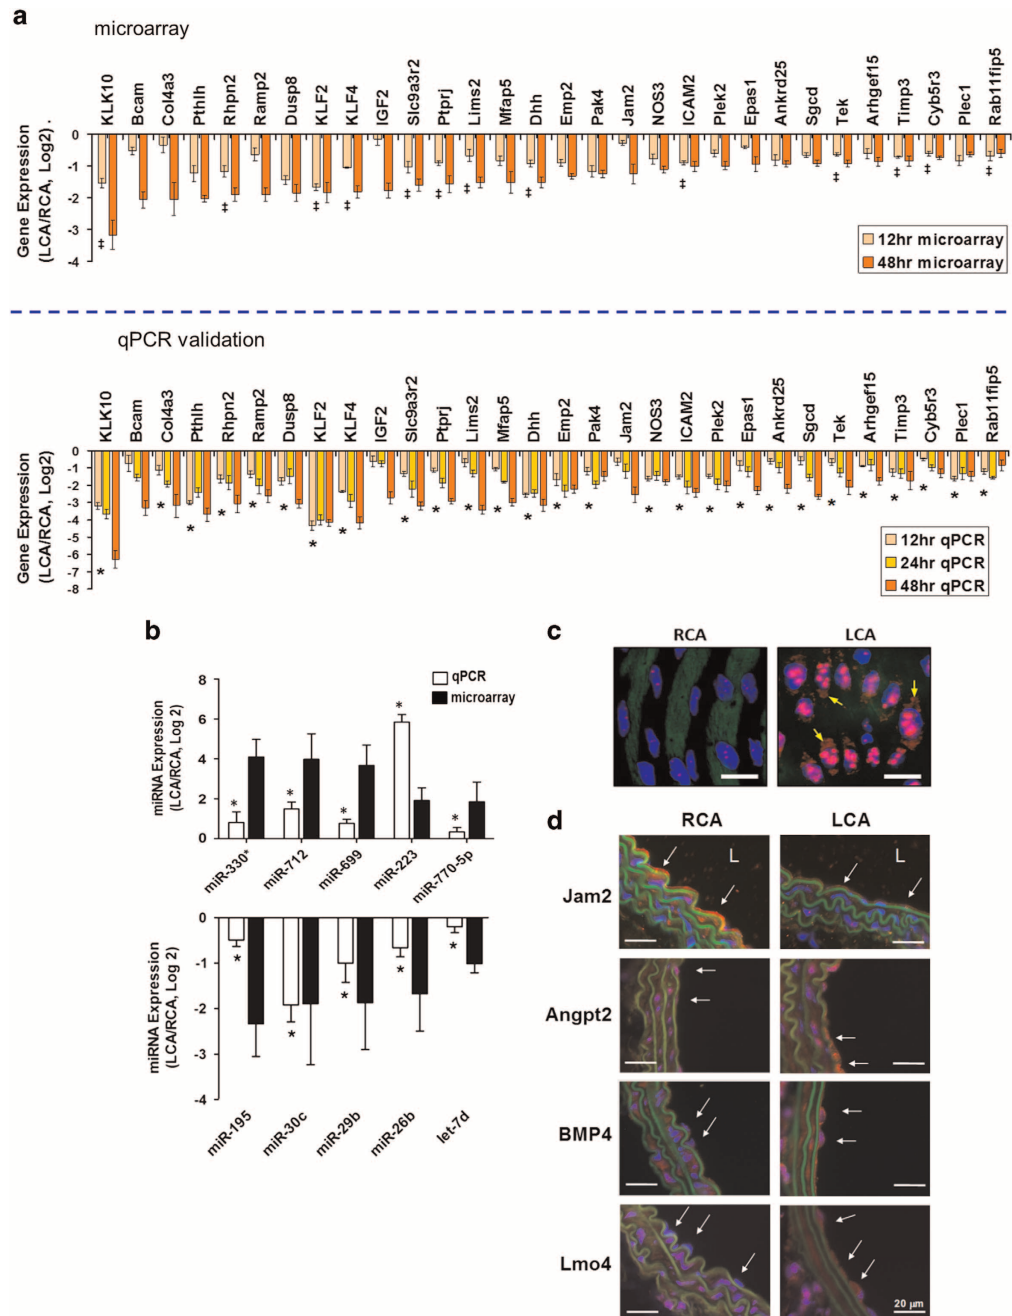 a
microarray
KLK10
Bcam
Col4a3
Pthlh
Rhpn2
Ramp2
Dusp8
KLF2
KLF4
IGF2
Slc9a3r2
Ptprj
Lims2
Mfap5
Dhh
Emp2
Pak4
Jam2
NOS3
ICAM2
Plek2
Epas1
Ankrd25
Sgcd
Tek
Arhgef15
Timp3
Cyb5r3
Plec1
Rab11fip5
Gene Expression
(LCA/RCA, Log2) .
0
-1
-2
-3
-4
‡ ‡ ‡ ‡ ‡ ‡ ‡ ‡ ‡ ‡ ‡ ‡ ‡
12hr microarray
48hr microarray
qPCR validation
KLK10
Bcam
Col4a3
Pthlh
Rhpn2
Ramp2
Dusp8
KLF2
KLF4
IGF2
Slc9a3r2
Ptprj
Lims2
Mfap5
Dhh
Emp2
Pak4
Jam2
NOS3
ICAM2
Plek2
Epas1
Ankrd25
Sgcd
Tek
Arhgef15
Timp3
Cyb5r3
Plec1
Rab11fip5
Gene Expression
(LCA/RCA, Log2)
0
-1
-2
-3
-4
-5
-6
-7
-8
* * * * * * * * * * * * * * * * * * * * * * * * * * *
12hr qPCR
24hr qPCR
48hr qPCR
b
miRNA Expression
(LCA/RCA, Log 2)
8
6
4
2
0
qPCR
microarray
* * * * *
miR-330*
miR-712
miR-699
miR-223
miR-770-5p
miRNA Expression
(LCA/RCA, Log 2)
0
-1
-2
-3
-4
* * * * *
miR-195
miR-30c
miR-29b
miR-26b
let-7d
c
RCA LCA
d
RCA LCA
Jam2
L L
Angpt2
BMP4
Lmo4
20 µm